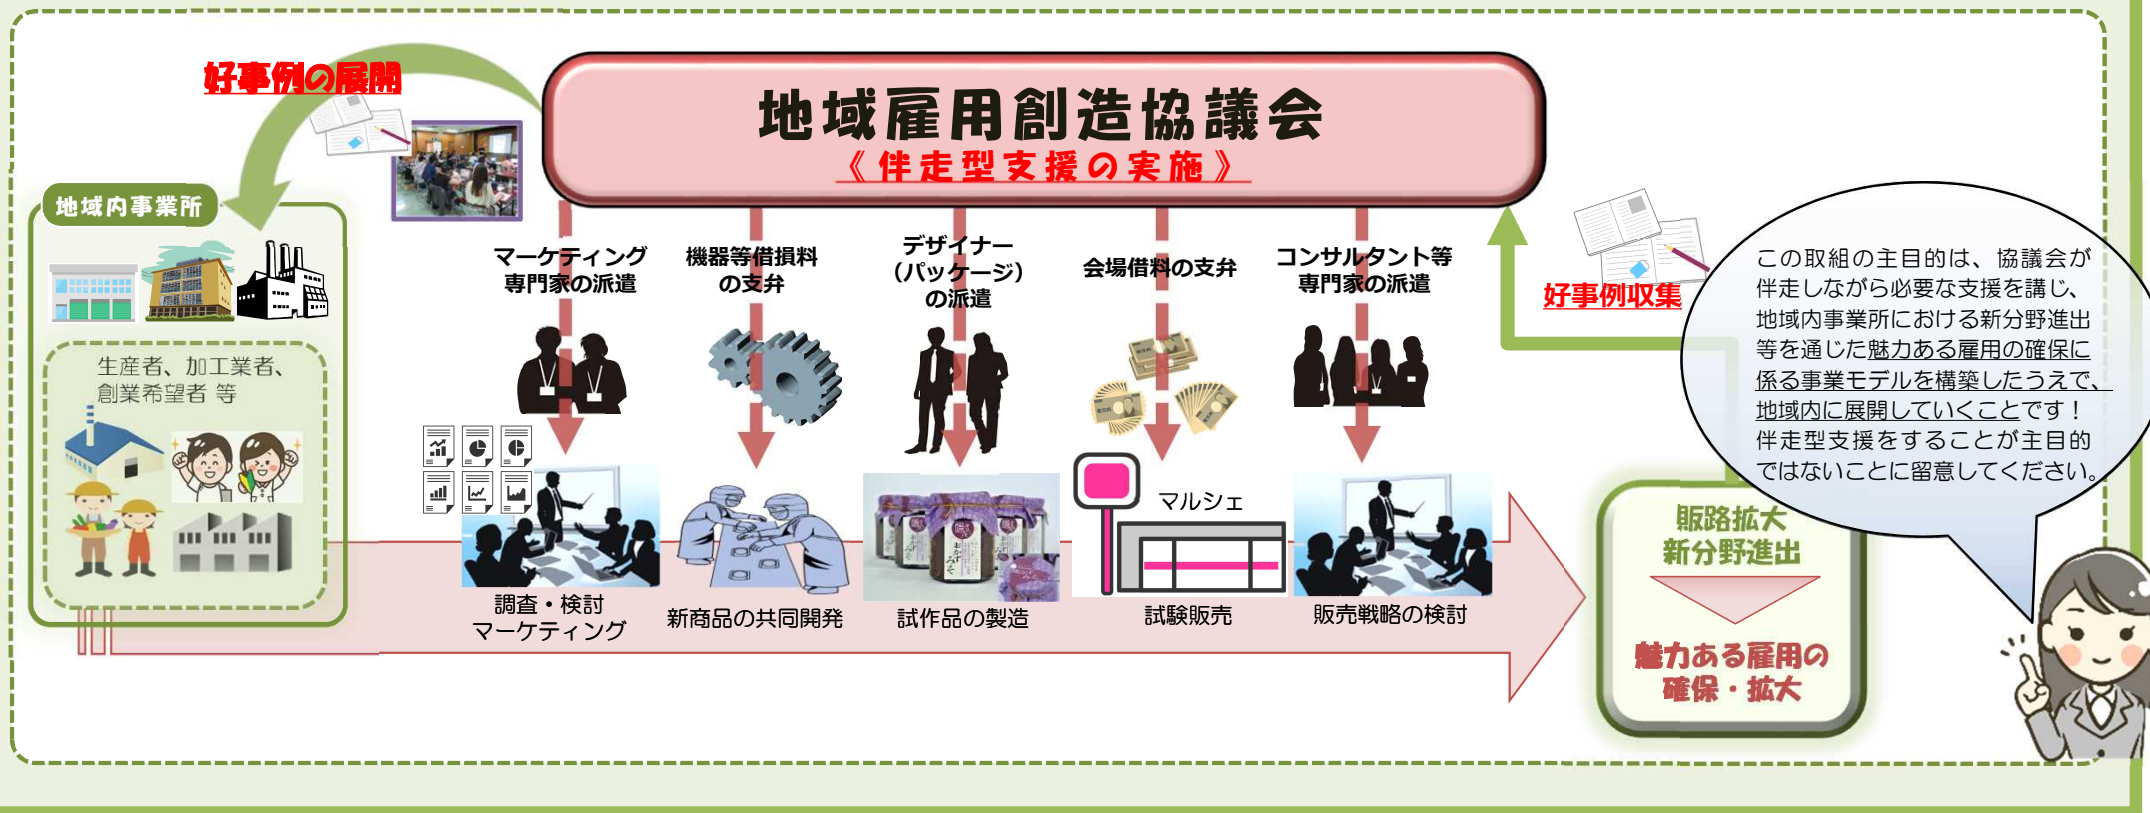 好事例の展開
地域雇用創造協議会
《伴走型支援の実施》
地域内事業所
生産者、加工業者、
創業希望者 等
マーケティング
専門家の派遣
機器等借損料
の支弁
デザイナー
（パッケージ）
の派遣
会場借料の支弁
コンサルタント等
専門家の派遣
好事例収集
この取組の主目的は、協議会が
伴走しながら必要な支援を講じ、
地域内事業所における新分野進出
等を通じた魅力ある雇用の確保に
係る事業モデルを構築したうえで、
地域内に展開していくことです！
伴走型支援をすることが主目的
ではないことに留意してください。
マルシェ
おかず
みそ
調査・検討
マーケティング
新商品の共同開発
試作品の製造
試験販売
販売戦略の検討
販路拡大
新分野進出
魅力ある雇用の
確保・拡大